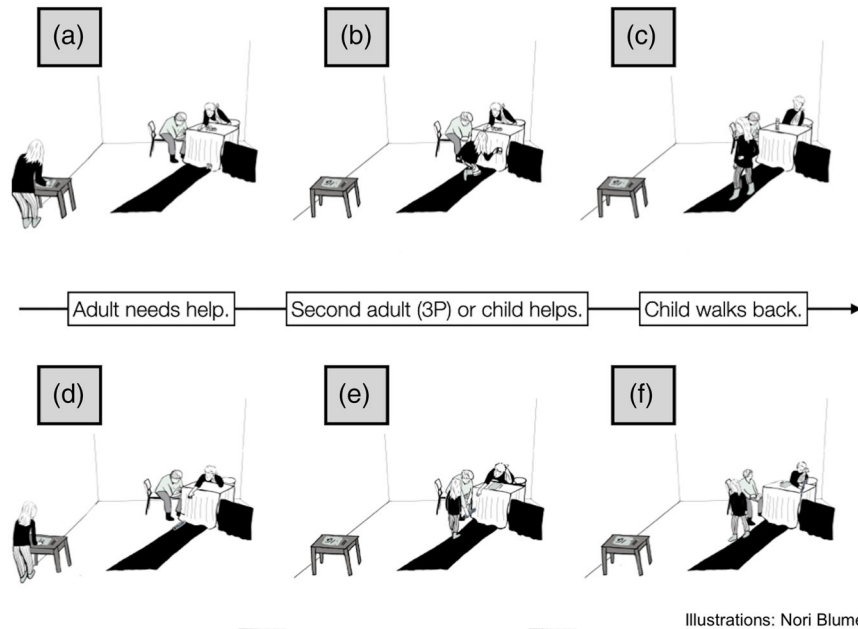 (a) (b) (c)
Adult needs help. Second adult (3P) or child helps. Child walks back.
(d) (e) (f)
Illustrations: Nori Blume